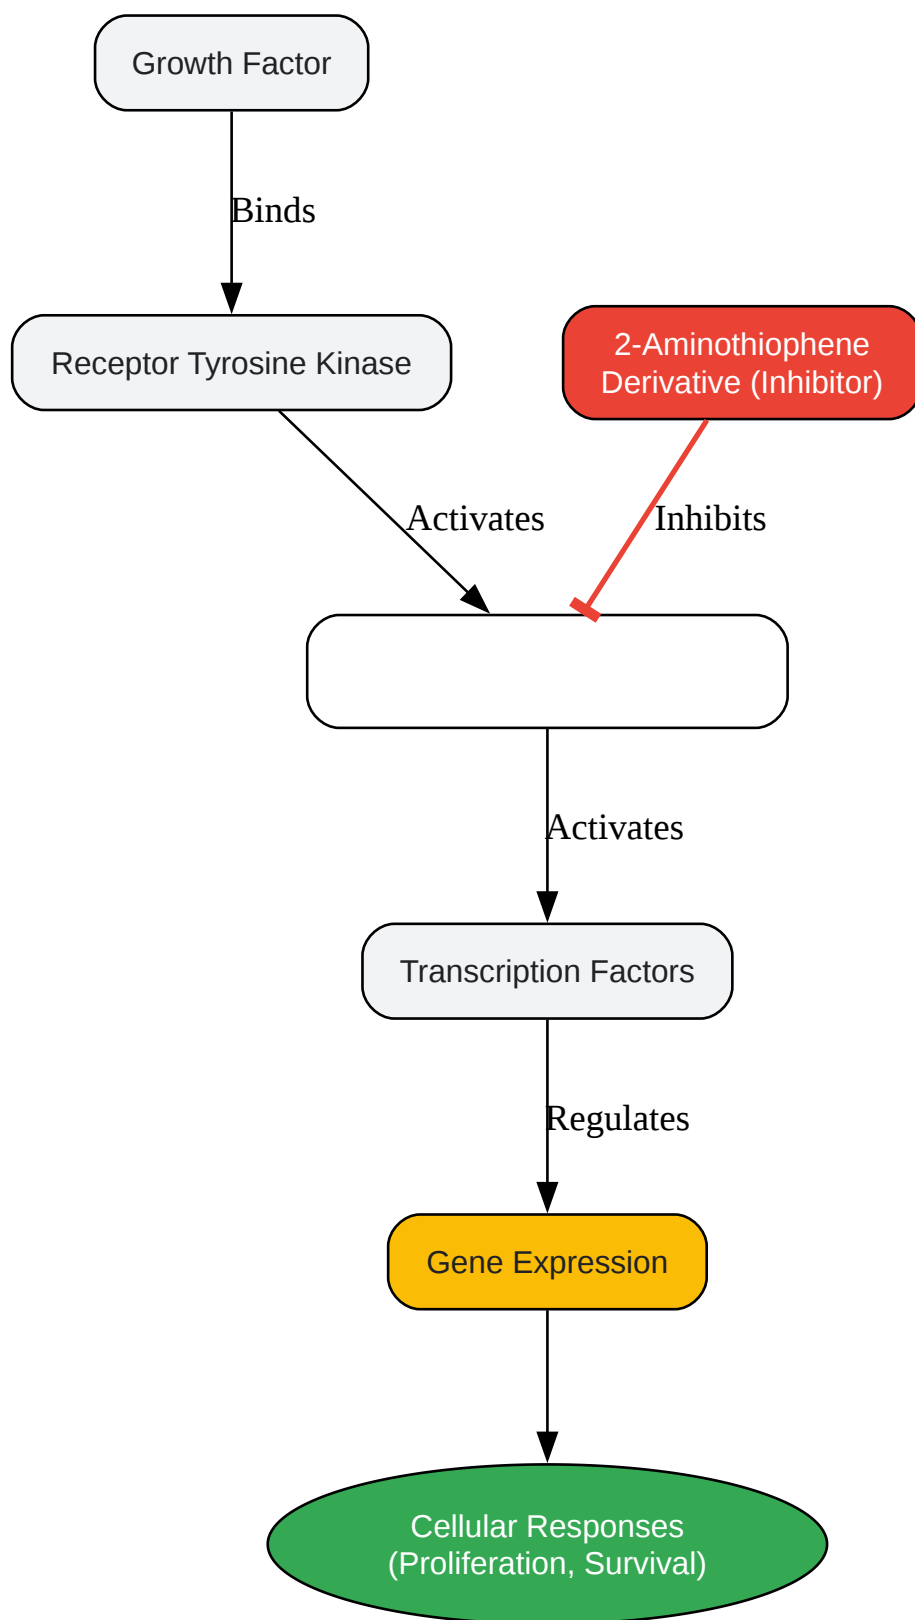 Growth Factor
Binds
Receptor Tyrosine Kinase
2-Aminothiophene
Derivative (Inhibitor)
Activates
Inhibits
Activates
Transcription Factors
Regulates
Gene Expression
Cellular Responses
(Proliferation, Survival)